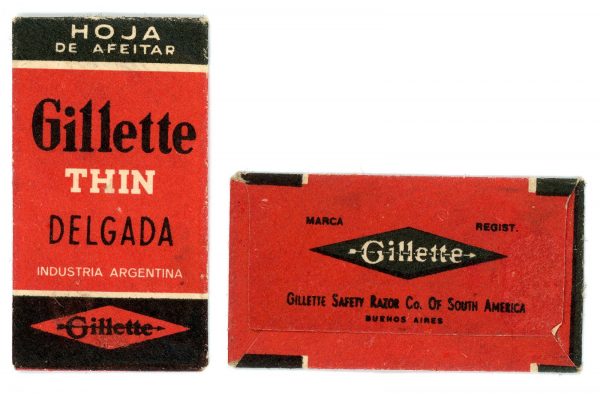 HOJA
DE AFEITAR
Gillette
THIN
DELGADA
INDUSTRIA ARGENTINA
Gillette
MARCA REGIST.
Gillette
GILLETTE SAFETY RAZOR CO. OF SOUTH AMERICA
BUENOS AIRES